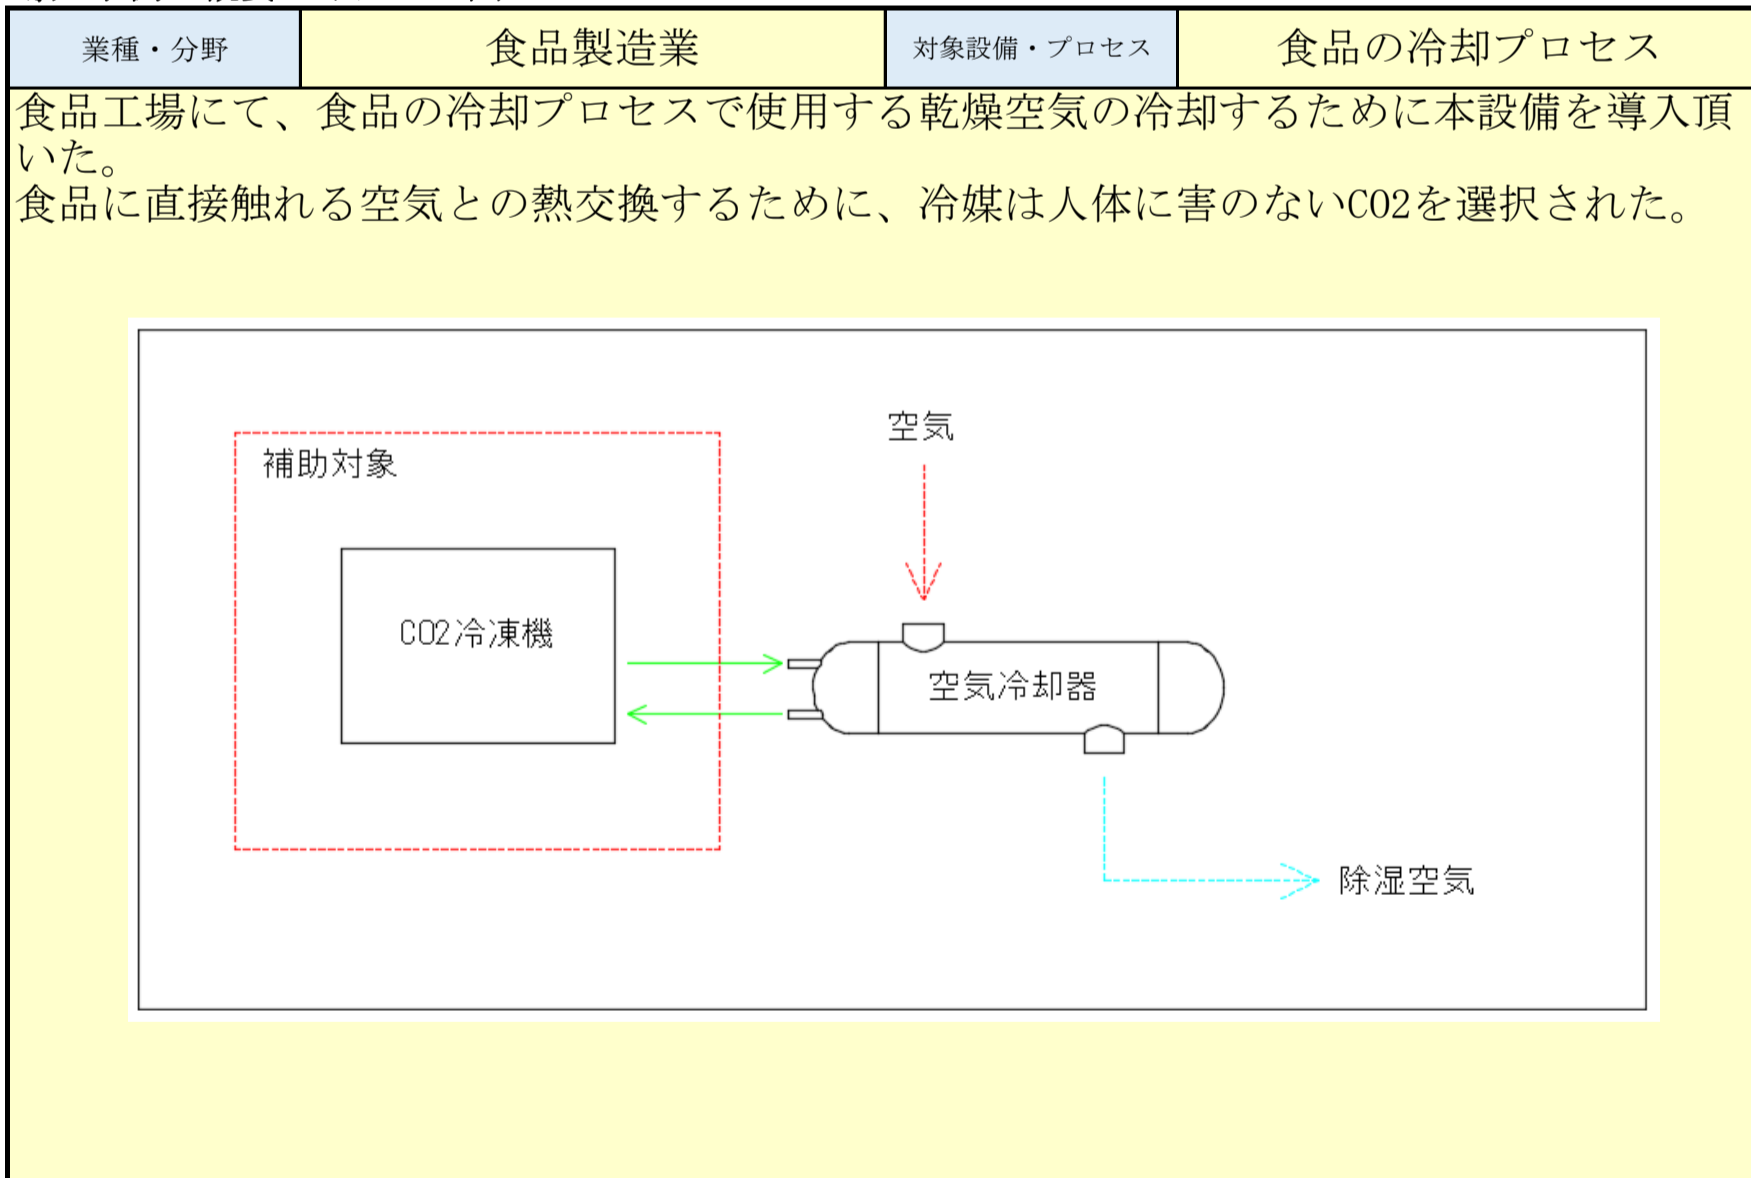 業種・分野
食品製造業
対象設備・プロセス
食品の冷却プロセス
食品工場にて、食品の冷却プロセスで使用する乾燥空気の冷却するために本設備を導入頂
いた。
食品に直接触れる空気との熱交換するために、冷媒は人体に害のないCO2を選択された。
空気
補助対象
CO2冷凍機
空気冷却器
除湿空気